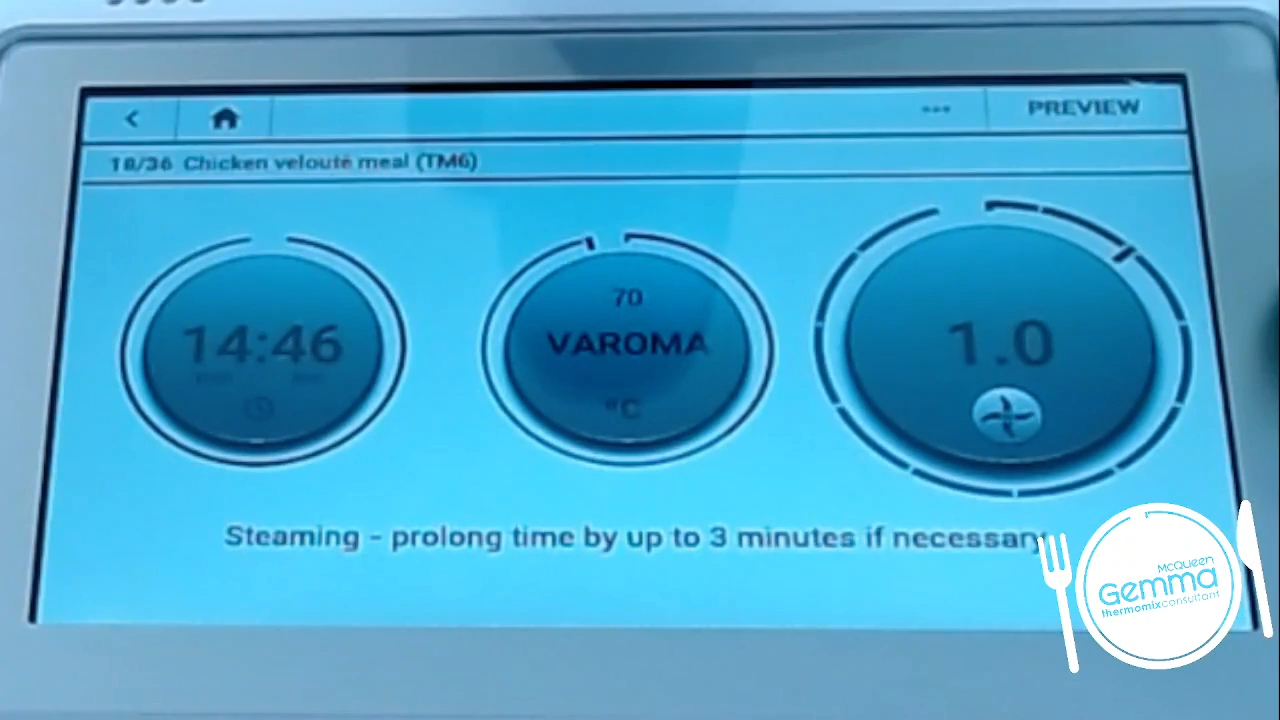 PREVIEW
18/36 Chicken velouté meal (TM6)
14:46
70
VAROMA
°C
1.0
Steaming - prolong time by up to 3 minutes if necessary
McQueen
Gemma
thermomixconsultant